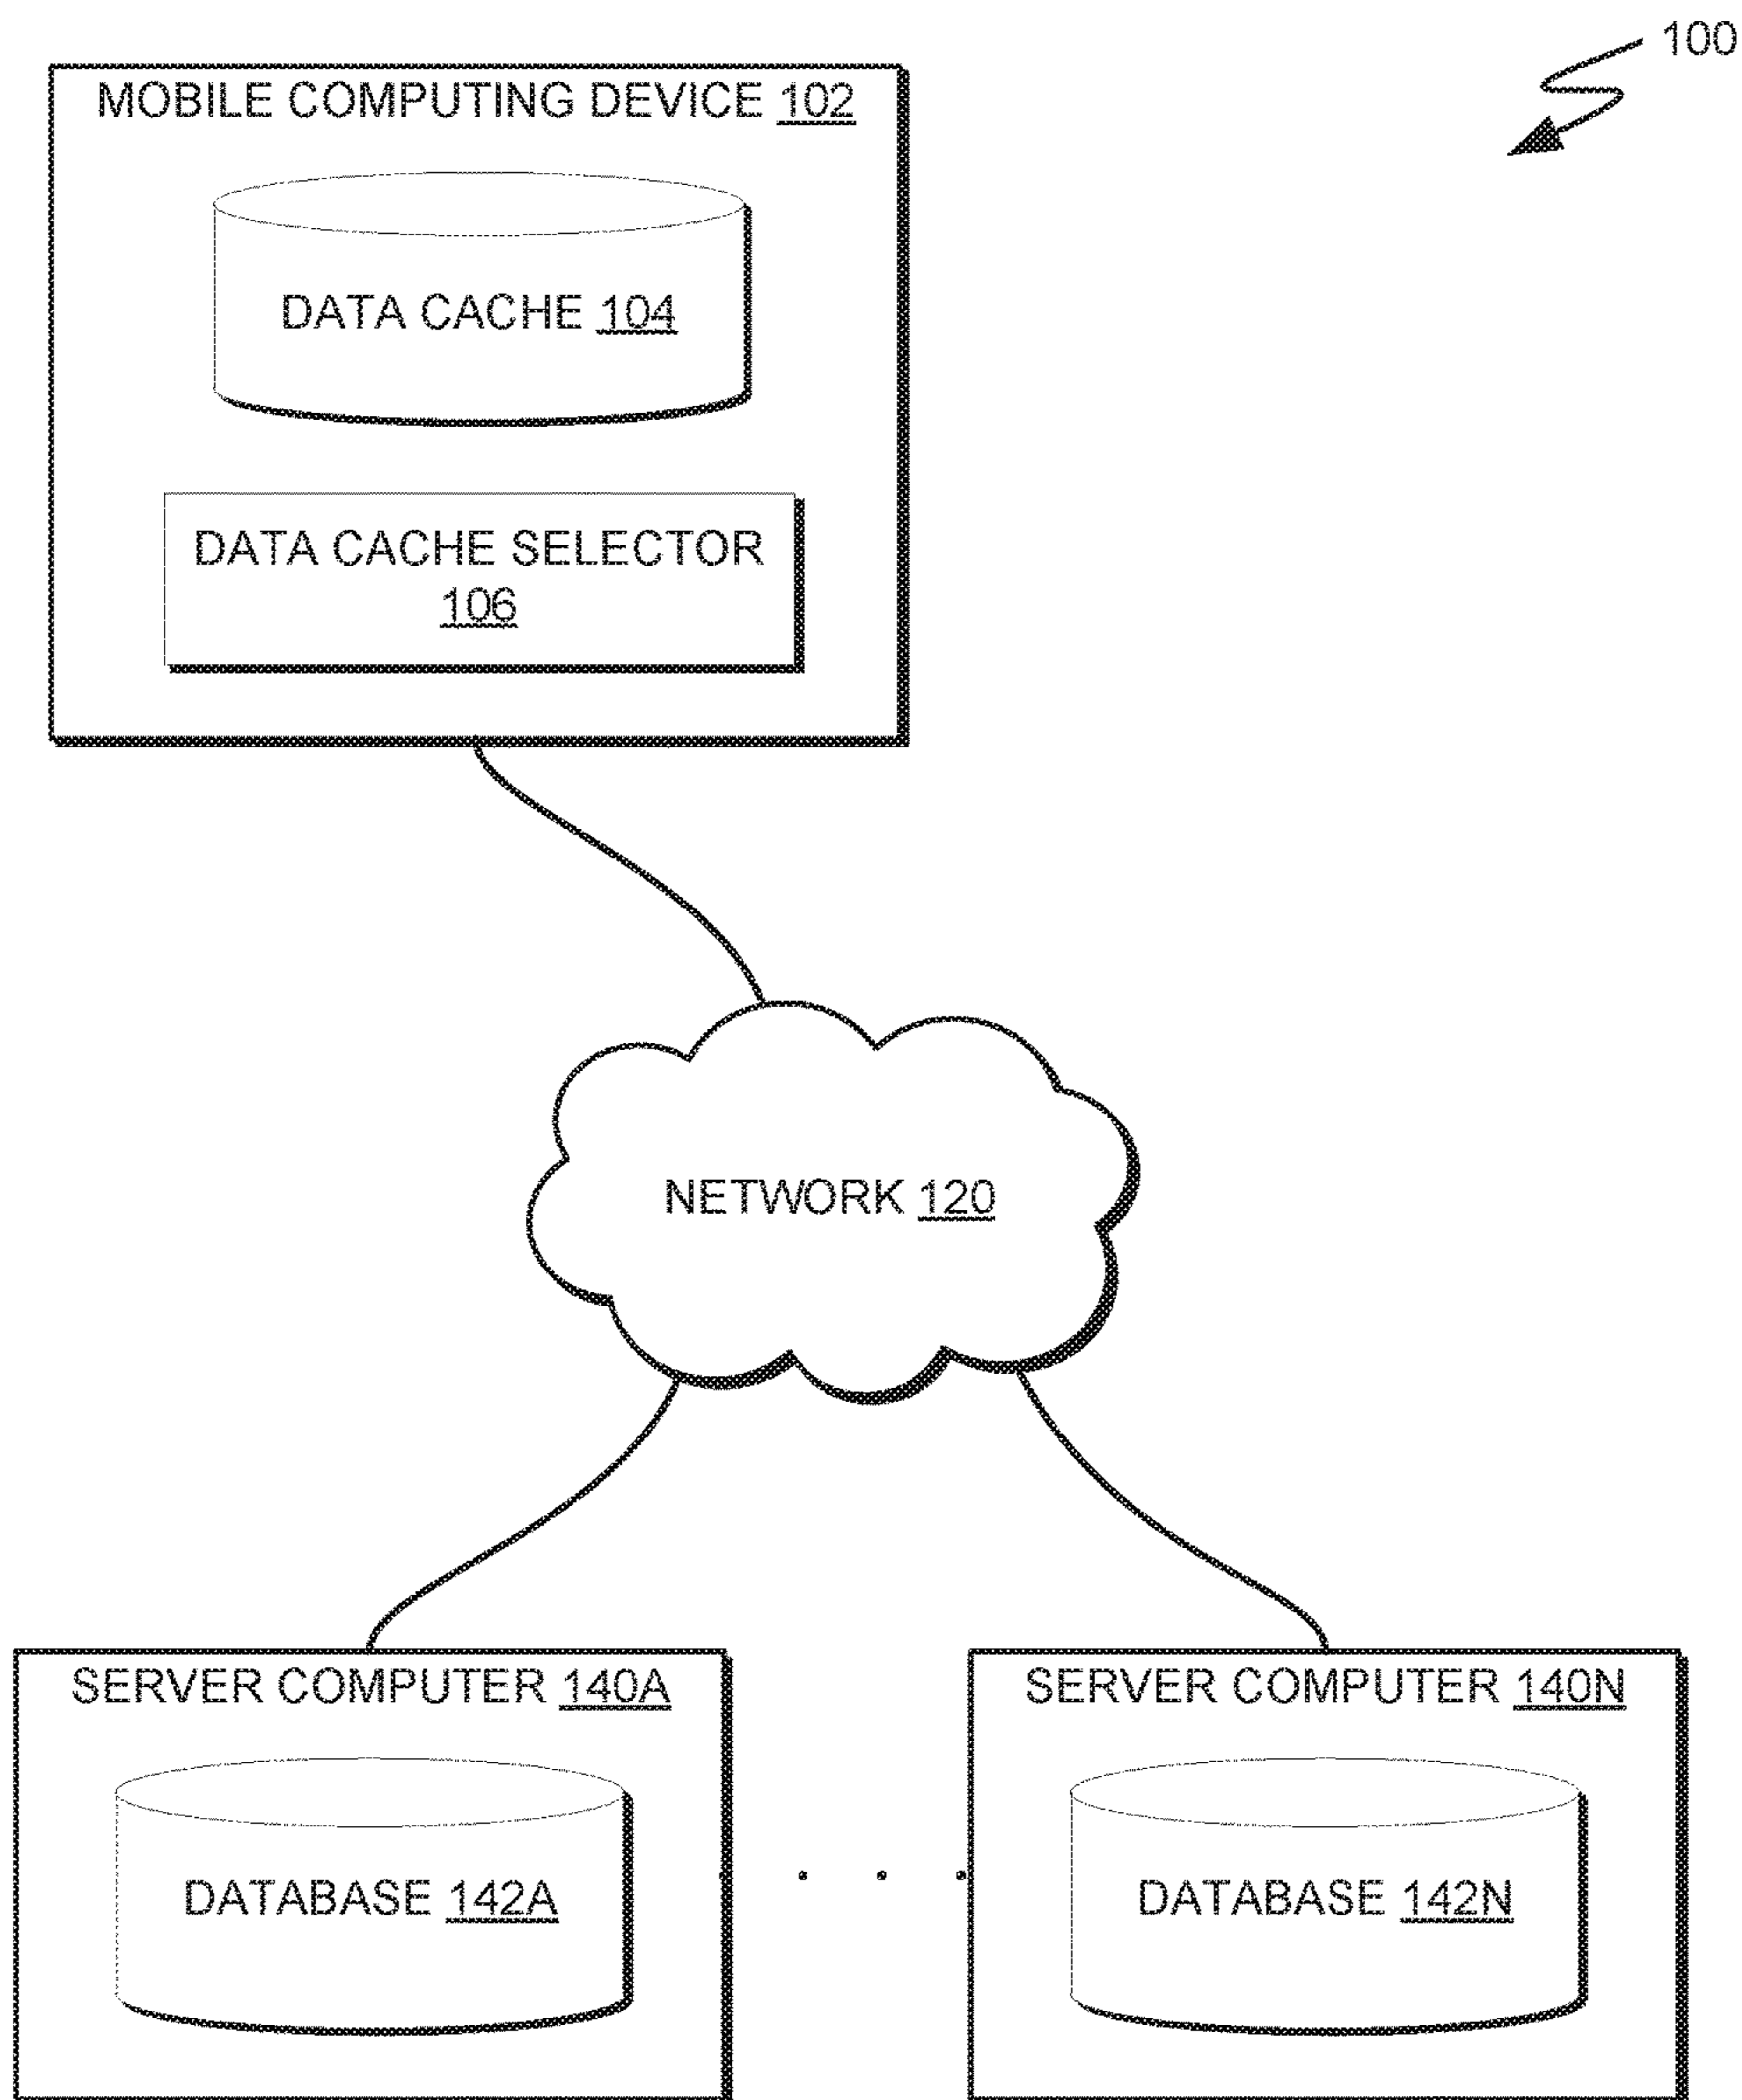 100
MOBILE COMPUTING DEVICE 102
DATA CACHE 104
DATA CACHE SELECTOR
106
NETWORK 120
SERVER COMPUTER 140A
DATABASE 142A
SERVER COMPUTER 140N
DATABASE 142N